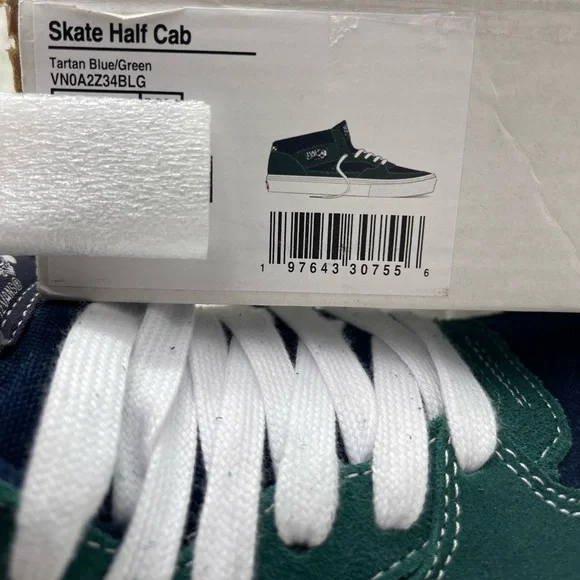 Skate Half Cab
Tartan Blue/Green
VN0A2Z34BLG
1 97643 30755 6